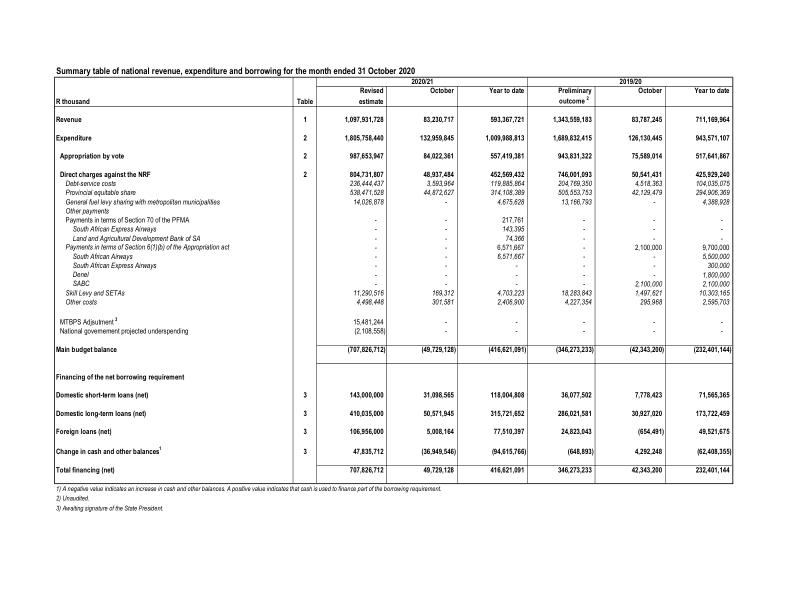 Summary table of national revenue, expenditure and borrowing for the month ended 31 October 2020
2020/21 2019/20
Revised October Year to date Preliminary October Year to date
R thousand Table estimate outcome 2
Revenue 1 1,097,931,728 83,230,717 593,367,721 1,343,559,183 83,787,245 711,169,964
Expenditure 2 1,805,758,440 132,959,845 1,009,988,813 1,689,832,415 126,130,445 943,571,107
Appropriation by vote 2 987,653,947 84,022,361 557,419,381 943,831,322 75,589,014 517,641,867
Direct charges against the NRF 2 804,731,807 48,937,484 452,569,432 746,001,093 50,541,431 425,929,240
Debt-service costs 236,444,437 3,593,964 119,885,864 204,769,350 4,518,363 104,035,075
Provincial equitable share 538,471,528 44,872,627 314,108,389 505,553,753 42,129,479 294,906,369
General fuel levy sharing with metropolitan municipalities 14,026,878 - 4,675,628 13,166,793 - 4,388,928
Other payments
Payments in terms of Section 70 of the PFMA - - 217,761 - - -
South African Express Airways - - 143,395 - - -
Land and Agricultural Development Bank of SA - - 74,366 - - -
Payments in terms of Section 6(1)(b) of the Appropriation act - - 6,571,667 - 2,100,000 9,700,000
South African Airways - - 6,571,667 - - 5,500,000
South African Express Airways - - - - - 300,000
Denel - - - - - 1,800,000
SABC - - - - 2,100,000 2,100,000
Skill Levy and SETAs 11,290,516 169,312 4,703,223 18,283,843 1,497,621 10,303,165
Other costs 4,498,448 301,581 2,406,900 4,227,354 295,968 2,595,703
MTBPS Adjsutment 3 15,481,244 - - - - -
National governement projected underspending (2,108,558) - - - - -
Main budget balance (707,826,712) (49,729,128) (416,621,091) (346,273,233) (42,343,200) (232,401,144)
Financing of the net borrowing requirement
Domestic short-term loans (net) 3 143,000,000 31,098,565 118,004,808 36,077,502 7,778,423 71,565,365
Domestic long-term loans (net) 3 410,035,000 50,571,945 315,721,652 286,021,581 30,927,020 173,722,459
Foreign loans (net) 3 106,956,000 5,008,164 77,510,397 24,823,043 (654,491) 49,521,675
Change in cash and other balances1 3 47,835,712 (36,949,546) (94,615,766) (648,893) 4,292,248 (62,408,355)
Total financing (net) 707,826,712 49,729,128 416,621,091 346,273,233 42,343,200 232,401,144
1) A negative value indicates an increase in cash and other balances. A postive value indicates that cash is used to finance part of the borrowing requirement.
2) Unaudited.
3) Awaiting signature of the State President.